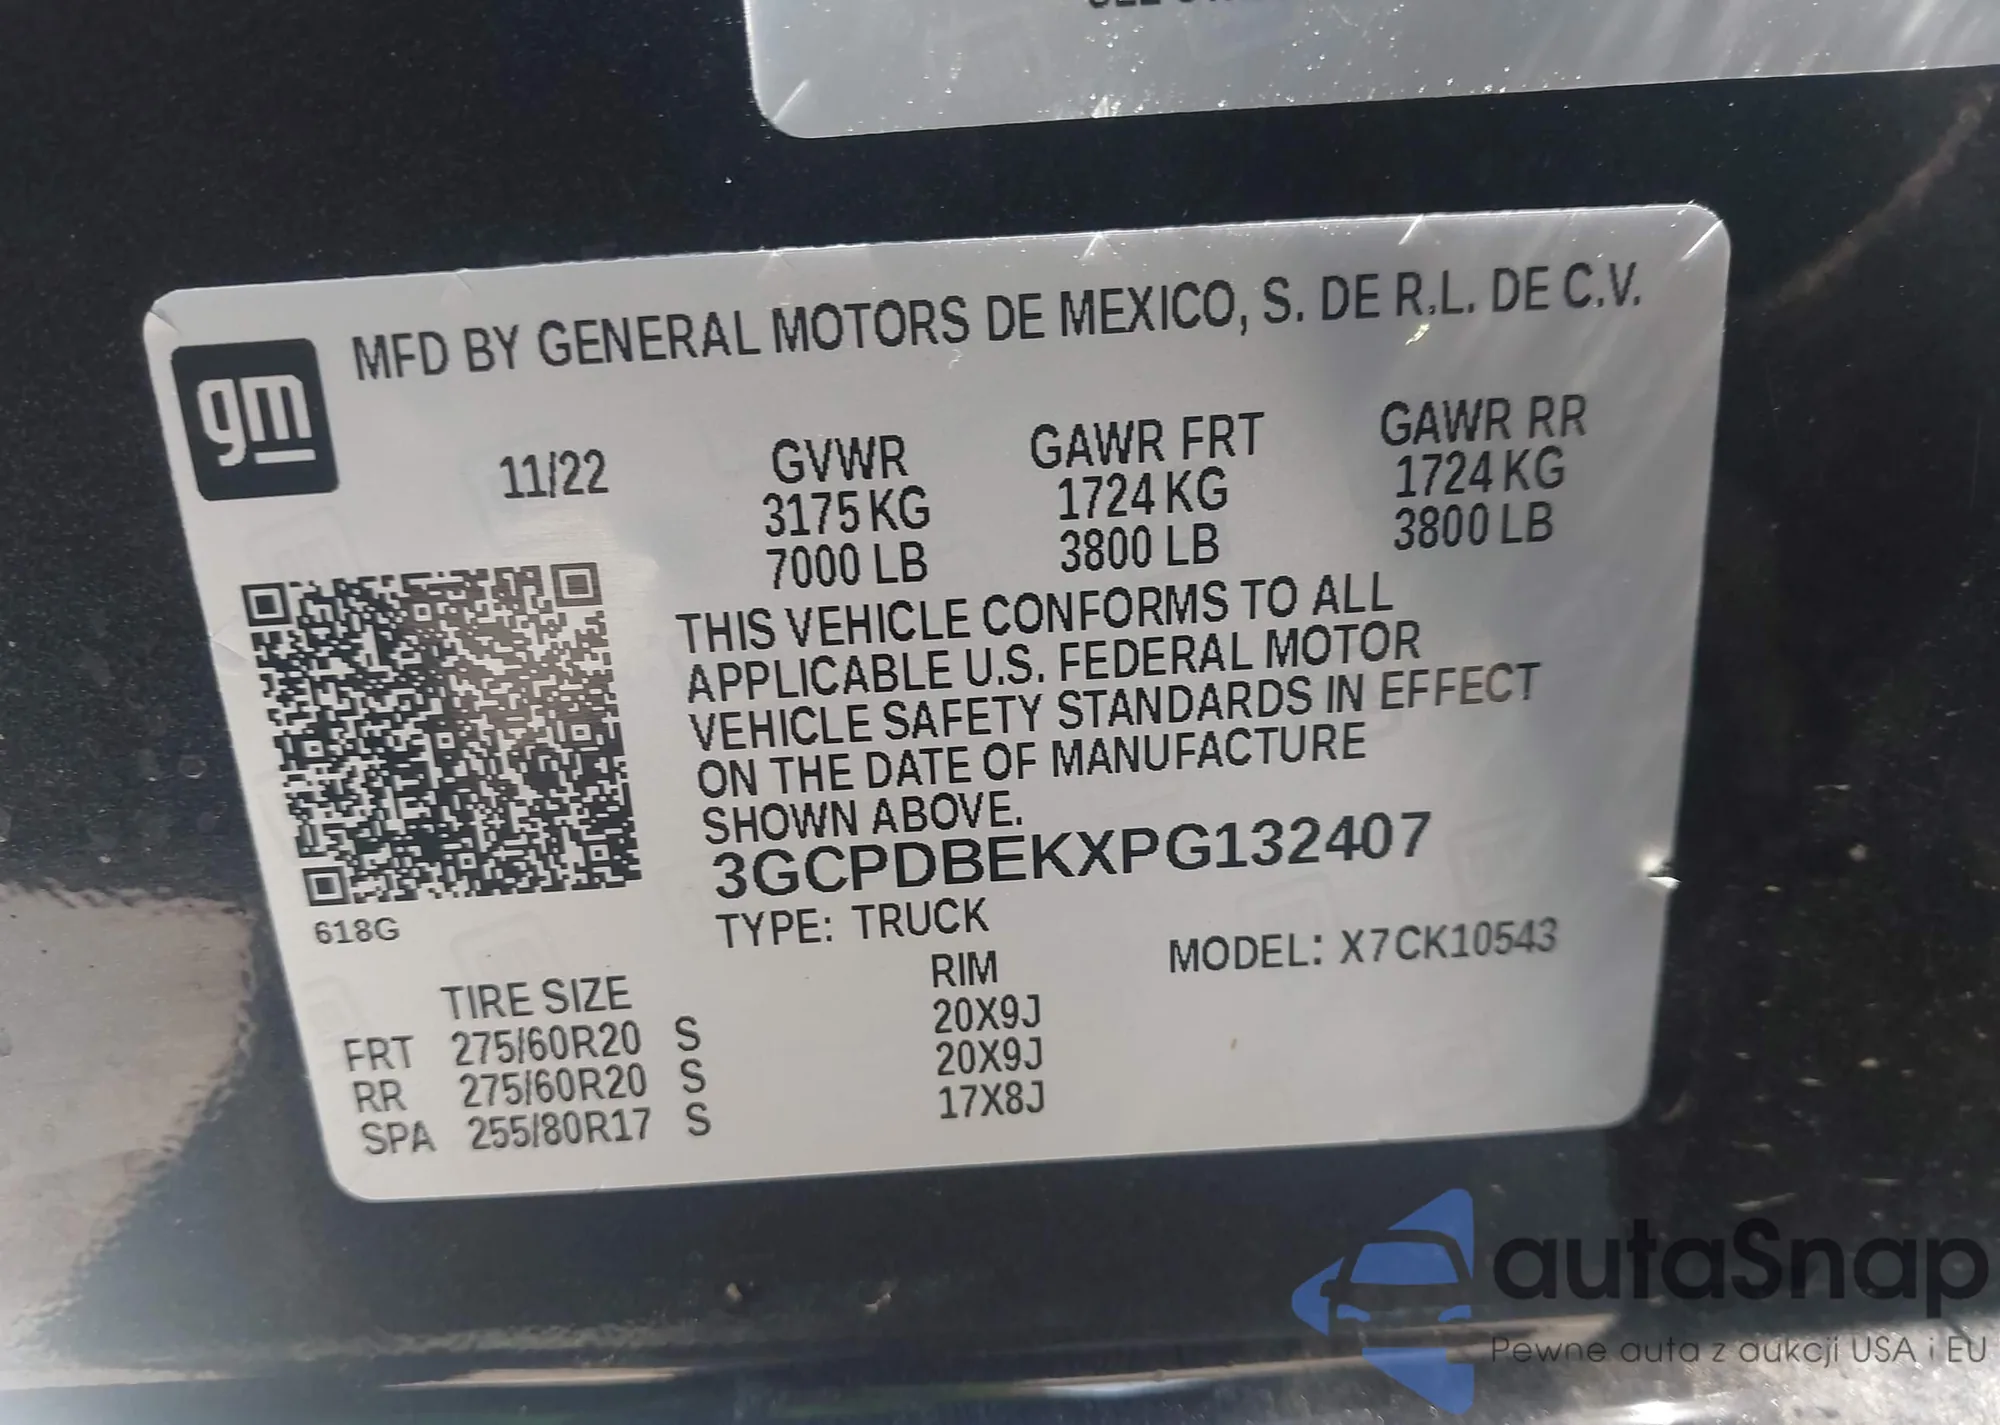 gm
MFD BY GENERAL MOTORS DE MEXICO, S. DE R.L. DE C.V.
11/22 GVWR GAWR FRT GAWR RR
3175 KG 1724 KG 1724 KG
7000 LB 3800 LB 3800 LB
THIS VEHICLE CONFORMS TO ALL
APPLICABLE U.S. FEDERAL MOTOR
VEHICLE SAFETY STANDARDS IN EFFECT
ON THE DATE OF MANUFACTURE
SHOWN ABOVE.
3GCPDBEKXPG132407
618G
TYPE: TRUCK MODEL: X7CK10543
TIRE SIZE RIM
FRT 275/60R20 S 20X9J
RR 275/60R20 S 20X9J
SPA 255/80R17 S 17X8J
autaSnap
Pewne auta z aukcji USA i EU